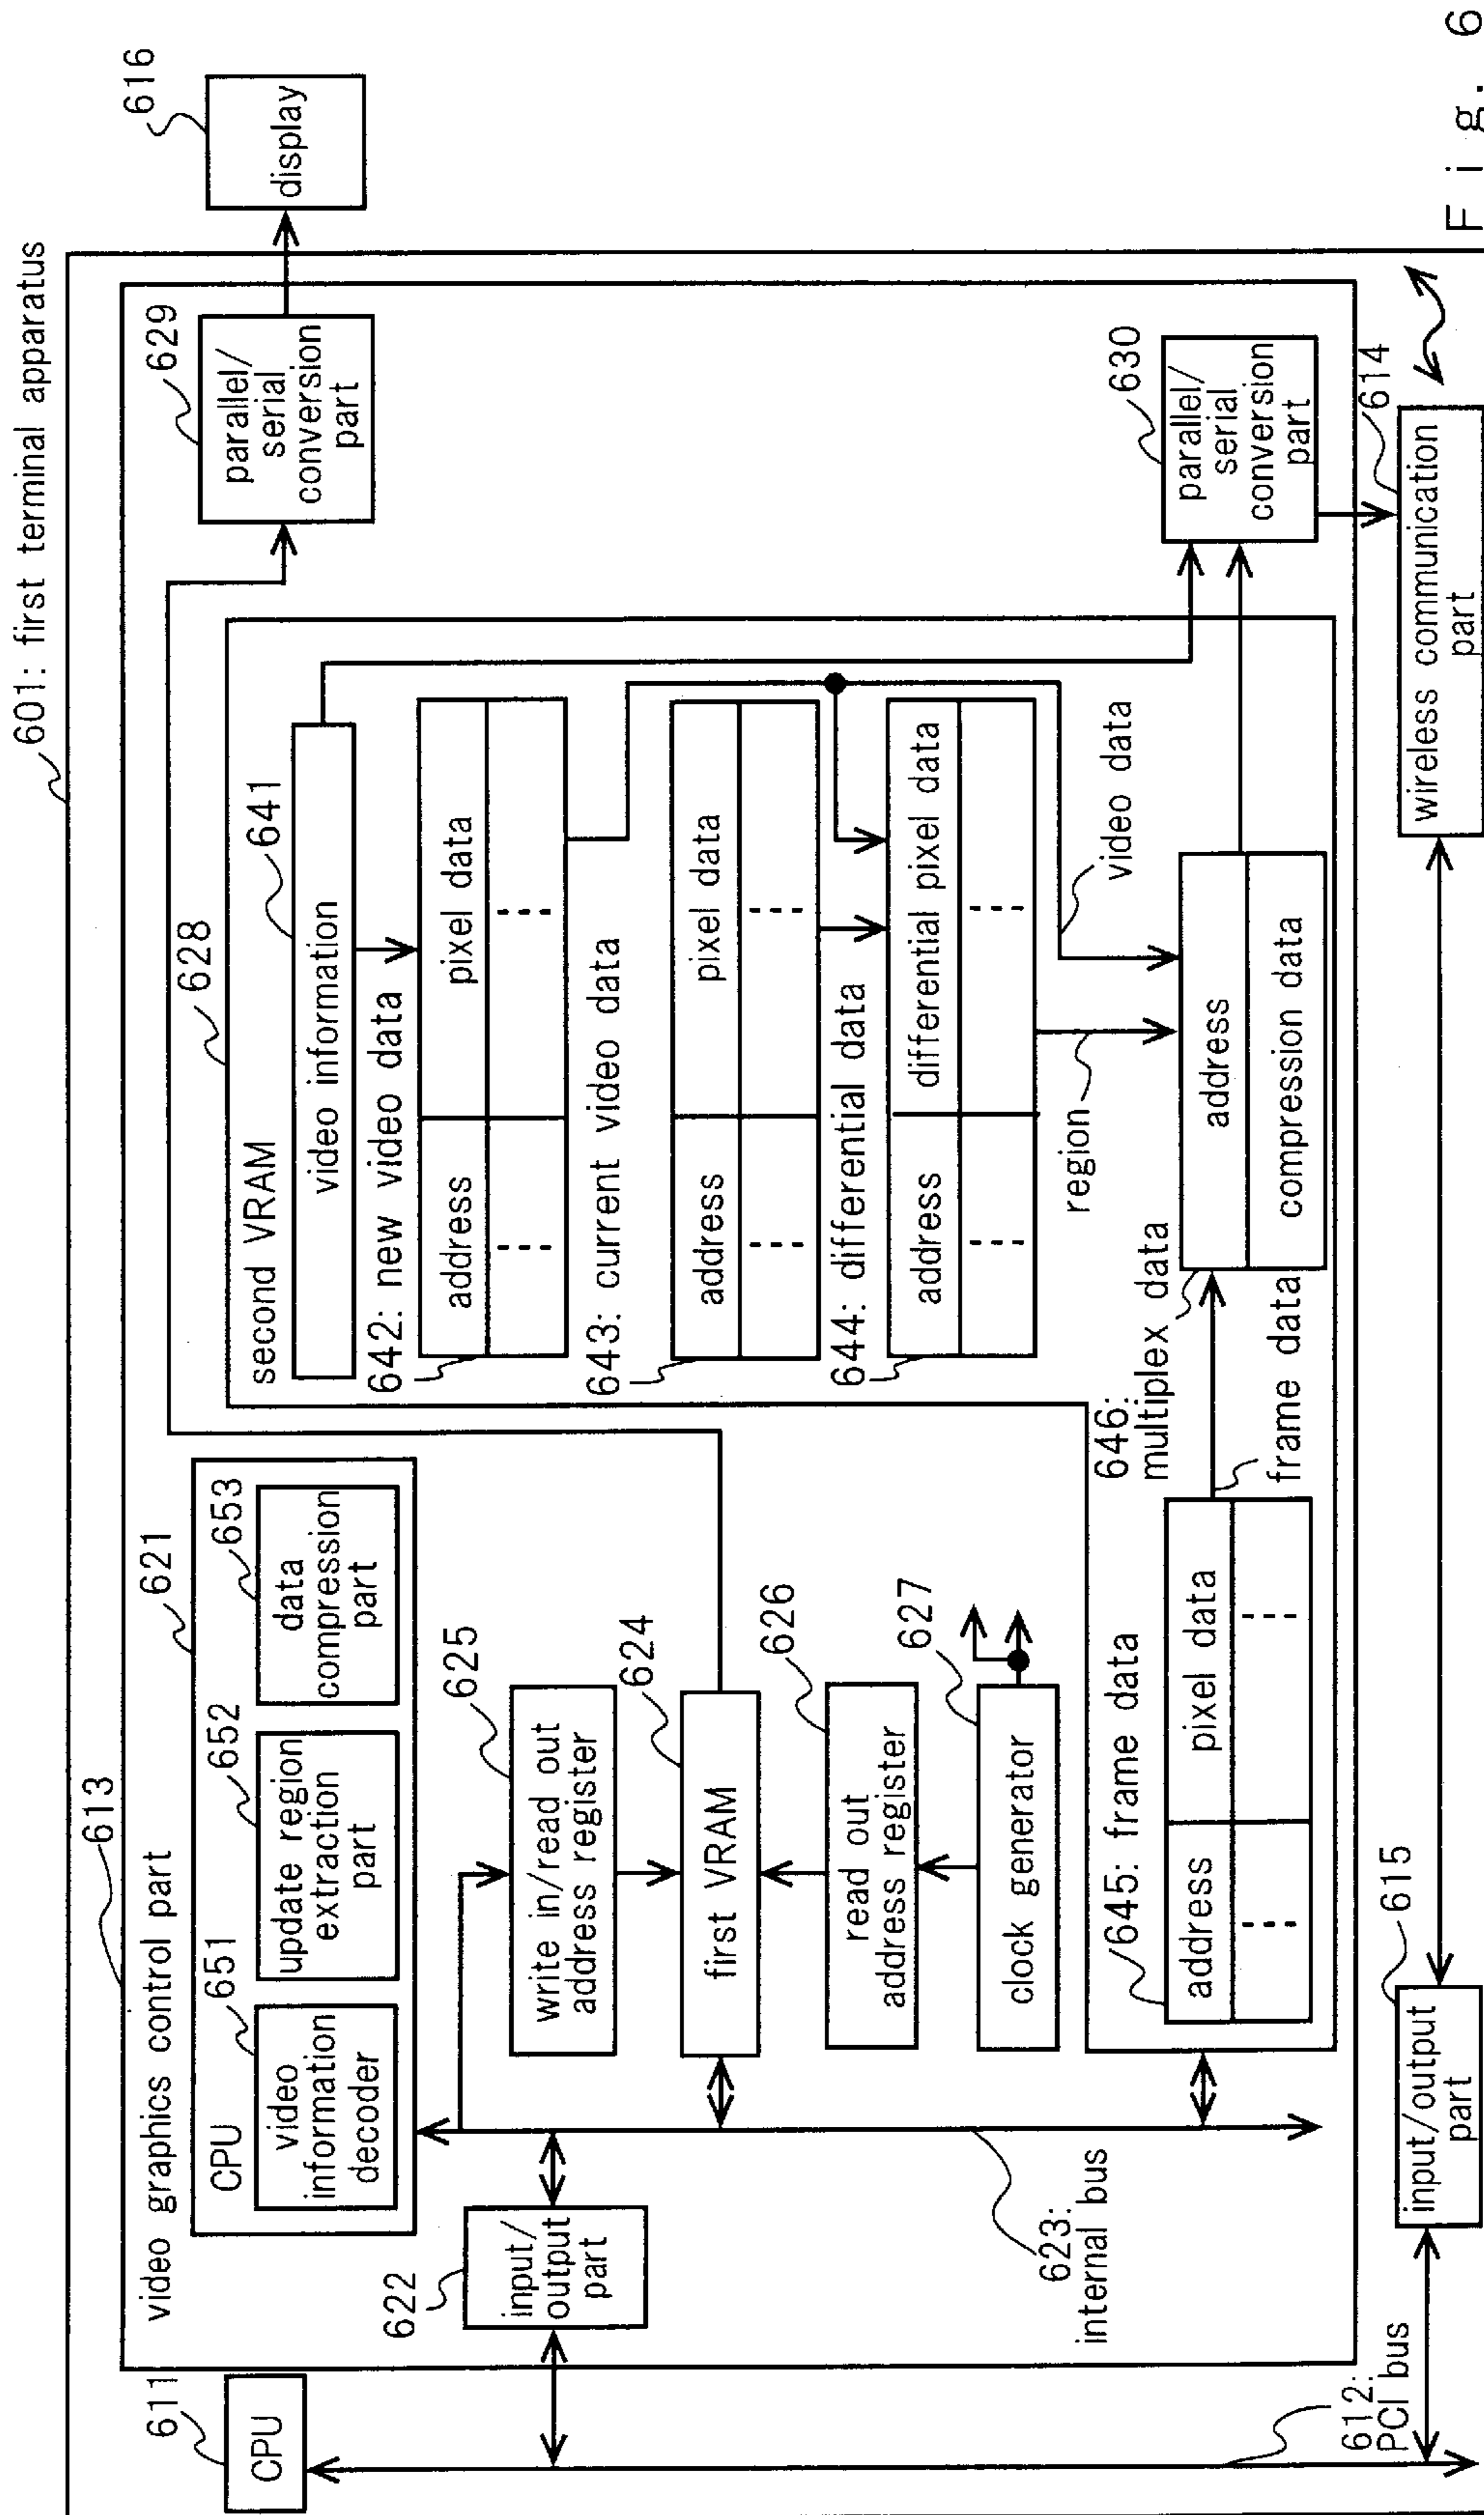 601: first terminal apparatus
613
video graphics control part
611
CPU
621
CPU
651
video
information
decoder
652
update region
extraction
part
653
data
compression
part
622
input/
output
part
625
write in/read out
address register
624
first VRAM
626
read out
address register
627
clock generator
623:
internal bus
612:
PCI bus
628
second VRAM
641
video information
642: new video data
address
pixel data
643: current video data
address
pixel data
644: differential data
address
differential pixel data
region
video data
645: frame data
address
pixel data
frame data
646:
multiplex data
address
compression data
629
parallel/
serial
conversion
part
616
display
630
parallel/
serial
conversion
part
614
wireless communication
part
615
input/output
part
Fig. 6